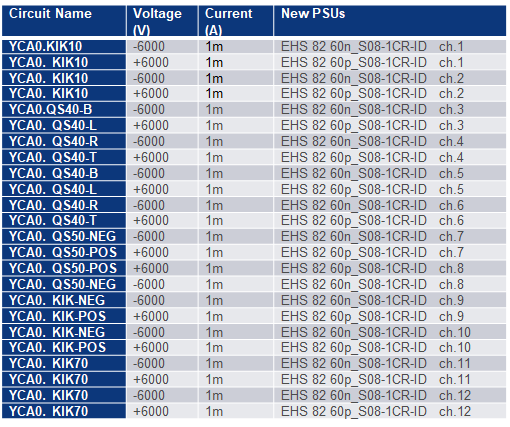 Circuit Name Voltage (V) Current (A) New PSUs
YCA0.KIK10 -6000 1m EHS 82 60n_S08-1CR-ID ch.1
YCA0. KIK10 +6000 1m EHS 82 60p_S08-1CR-ID ch.1
YCA0. KIK10 -6000 1m EHS 82 60n_S08-1CR-ID ch.2
YCA0. KIK10 +6000 1m EHS 82 60p_S08-1CR-ID ch.2
YCA0.QS40-B -6000 1m EHS 82 60n_S08-1CR-ID ch.3
YCA0. QS40-L +6000 1m EHS 82 60p_S08-1CR-ID ch.3
YCA0. QS40-R -6000 1m EHS 82 60n_S08-1CR-ID ch.4
YCA0. QS40-T +6000 1m EHS 82 60p_S08-1CR-ID ch.4
YCA0. QS40-B -6000 1m EHS 82 60n_S08-1CR-ID ch.5
YCA0. QS40-L +6000 1m EHS 82 60p_S08-1CR-ID ch.5
YCA0. QS40-R -6000 1m EHS 82 60n_S08-1CR-ID ch.6
YCA0. QS40-T +6000 1m EHS 82 60p_S08-1CR-ID ch.6
YCA0. QS50-NEG -6000 1m EHS 82 60n_S08-1CR-ID ch.7
YCA0. QS50-POS +6000 1m EHS 82 60p_S08-1CR-ID ch.7
YCA0. QS50-POS +6000 1m EHS 82 60p_S08-1CR-ID ch.8
YCA0. QS50-NEG -6000 1m EHS 82 60n_S08-1CR-ID ch.8
YCA0. KIK-NEG -6000 1m EHS 82 60n_S08-1CR-ID ch.9
YCA0. KIK-POS +6000 1m EHS 82 60p_S08-1CR-ID ch.9
YCA0. KIK-NEG -6000 1m EHS 82 60n_S08-1CR-ID ch.10
YCA0. KIK-POS +6000 1m EHS 82 60p_S08-1CR-ID ch.10
YCA0. KIK70 -6000 1m EHS 82 60n_S08-1CR-ID ch.11
YCA0. KIK70 +6000 1m EHS 82 60p_S08-1CR-ID ch.11
YCA0. KIK70 -6000 1m EHS 82 60n_S08-1CR-ID ch.12
YCA0. KIK70 +6000 1m EHS 82 60p_S08-1CR-ID ch.12